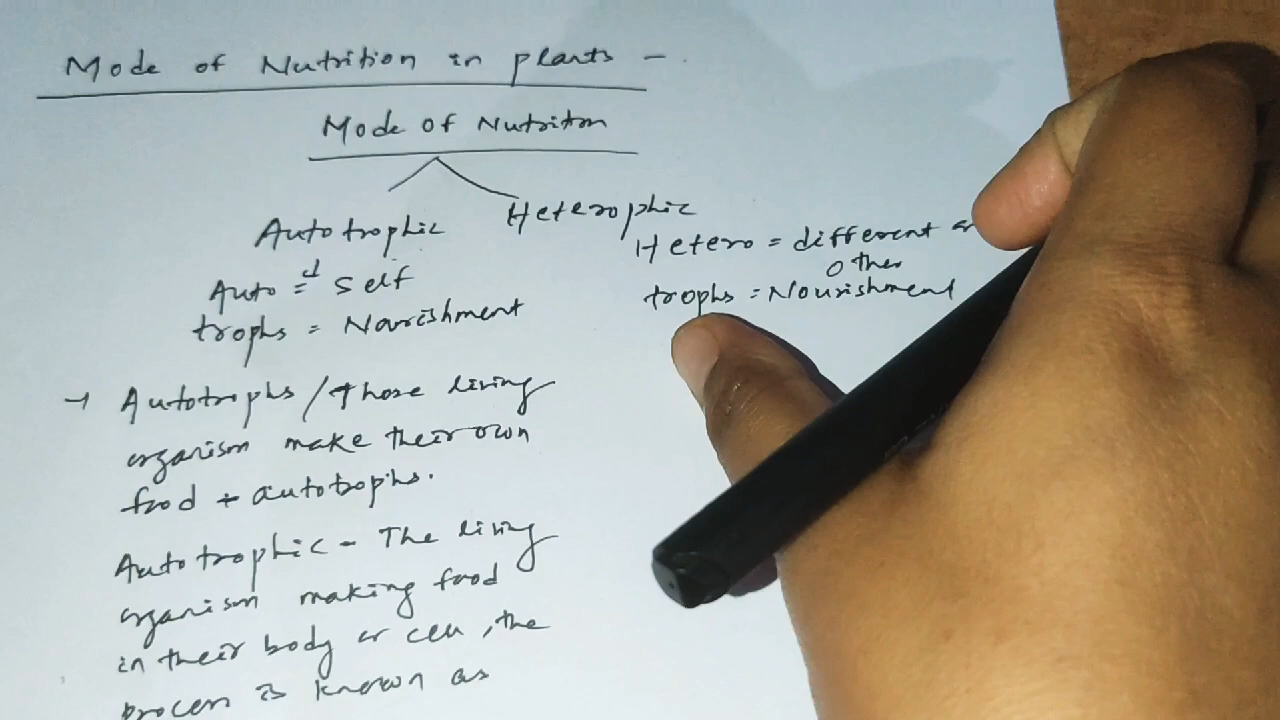 Mode of Nutrition in plants -
Mode of Nutriton
Autotrophic
Heterophic
Auto = Self
trophs = Nourishment
Hetero = different or
other
trophs = Nourishment
→ Autotrophs / Those living
organism make their own
food → autotrophs.
Autotrophic - The living
organism making food
in their body or cell, the
process is known as